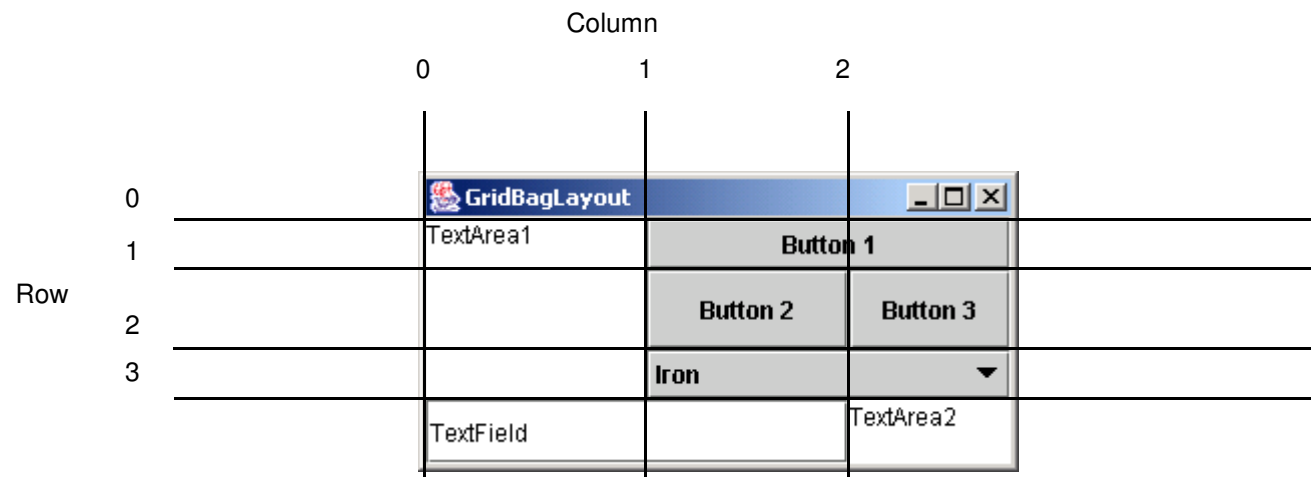 Column
0 1 2
0 GridBagLayout
1 TextArea1 Button 1
Row
2 Button 2 Button 3
3 Iron
TextField TextArea2